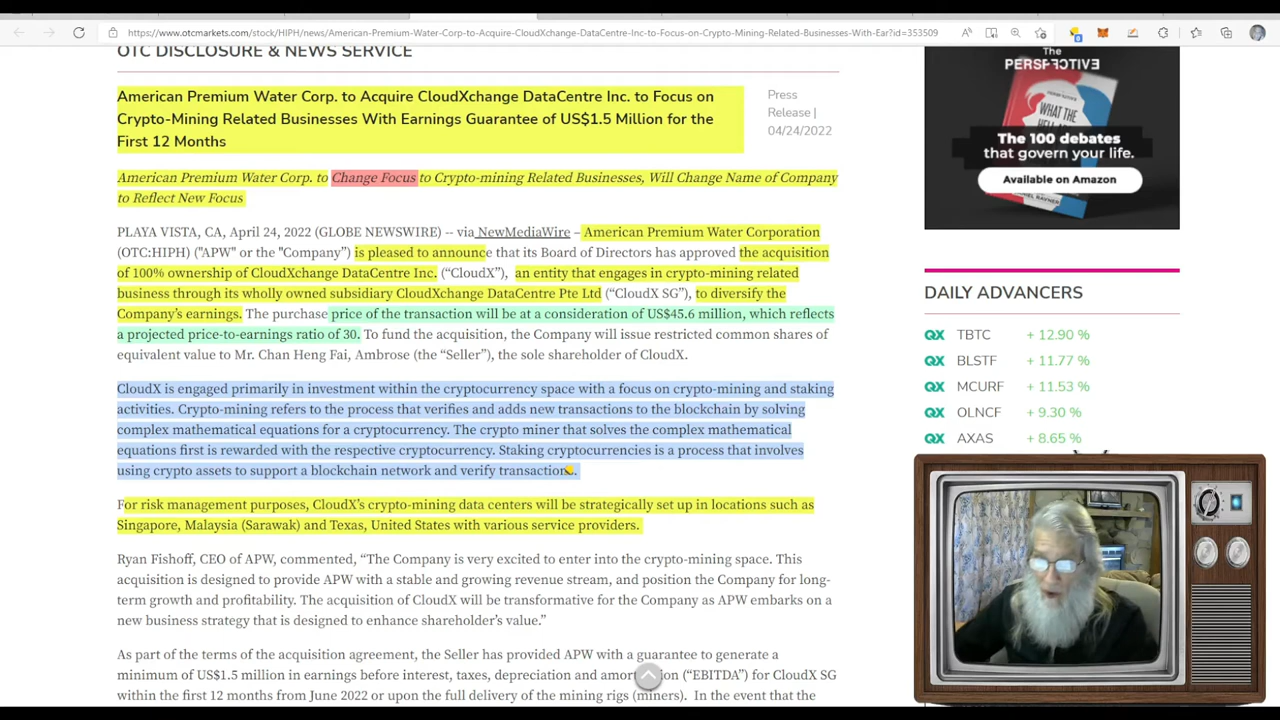 https://www.otcmarkets.com/stock/HIPH/news/American-Premium-Water-Corp-to-Acquire-CloudXchange-DataCentre-Inc-to-Focus-on-Crypto-Mining-Related-Businesses-With-Ear?id=353509
OTC DISCLOSURE & NEWS SERVICE
American Premium Water Corp. to Acquire CloudXchange DataCentre Inc. to Focus on
Crypto-Mining Related Businesses With Earnings Guarantee of US$1.5 Million for the
First 12 Months
Press
Release |
04/24/2022
American Premium Water Corp. to Change Focus to Crypto-mining Related Businesses, Will Change Name of Company
to Reflect New Focus
PLAYA VISTA, CA, April 24, 2022 (GLOBE NEWSWIRE) -- via NewMediaWire – American Premium Water Corporation
(OTC:HIPH) ("APW" or the "Company”) is pleased to announce that its Board of Directors has approved the acquisition
of 100% ownership of CloudXchange DataCentre Inc. (“CloudX”), an entity that engages in crypto-mining related
business through its wholly owned subsidiary CloudXchange DataCentre Pte Ltd (“CloudX SG”), to diversify the
Company’s earnings. The purchase price of the transaction will be at a consideration of US$45.6 million, which reflects
a projected price-to-earnings ratio of 30. To fund the acquisition, the Company will issue restricted common shares of
equivalent value to Mr. Chan Heng Fai, Ambrose (the “Seller”), the sole shareholder of CloudX.
CloudX is engaged primarily in investment within the cryptocurrency space with a focus on crypto-mining and staking
activities. Crypto-mining refers to the process that verifies and adds new transactions to the blockchain by solving
complex mathematical equations for a cryptocurrency. The crypto miner that solves the complex mathematical
equations first is rewarded with the respective cryptocurrency. Staking cryptocurrencies is a process that involves
using crypto assets to support a blockchain network and verify transactions.
For risk management purposes, CloudX’s crypto-mining data centers will be strategically set up in locations such as
Singapore, Malaysia (Sarawak) and Texas, United States with various service providers.
Ryan Fishoff, CEO of APW, commented, “The Company is very excited to enter into the crypto-mining space. This
acquisition is designed to provide APW with a stable and growing revenue stream, and position the Company for long-
term growth and profitability. The acquisition of CloudX will be transformative for the Company as APW embarks on a
new business strategy that is designed to enhance shareholder’s value.”
As part of the terms of the acquisition agreement, the Seller has provided APW with a guarantee to generate a
minimum of US$1.5 million in earnings before interest, taxes, depreciation and amortization (“EBITDA”) for CloudX SG
within the first 12 months from June 2022 or upon the full delivery of the mining rigs (miners). In the event that the
The
PERSPECTIVE
WHAT THE
The 100 debates
that govern your life.
Available on Amazon
DAILY ADVANCERS
QX TBTC + 12.90 %
QX BLSTF + 11.77 %
QX MCURF + 11.53 %
QX OLNCF + 9.30 %
QX AXAS + 8.65 %